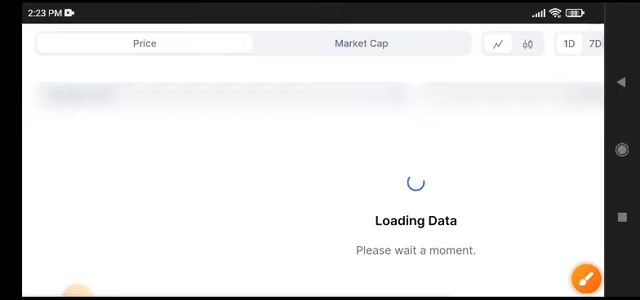 2:23 PM
Price Market Cap 1D 7D
Loading Data
Please wait a moment.